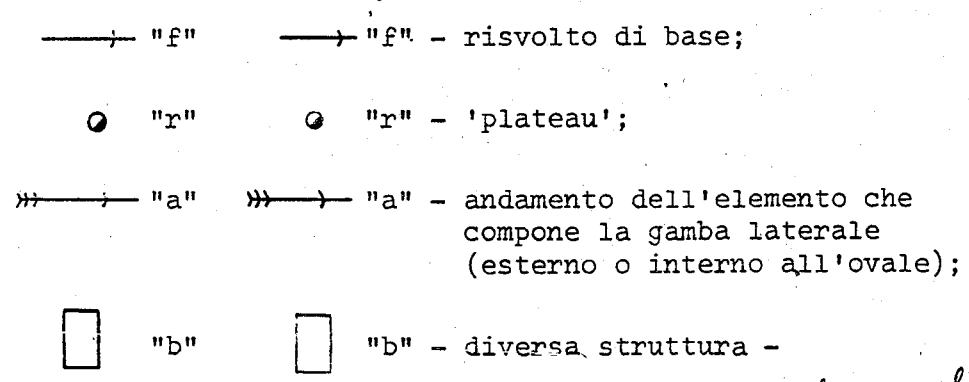 "f" "f" - risvolto di base;
"r" "r" - 'plateau';
"a" "a" - andamento dell'elemento che
compone la gamba laterale
(esterno o interno all'ovale);
"b" "b" - diversa struttura -